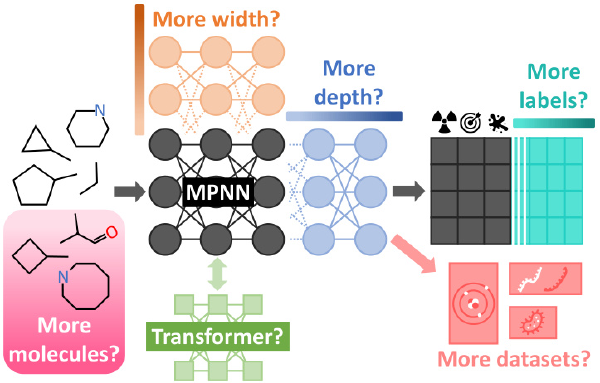 More width?
More
depth?
More
labels?
N
MPNN
O
N
More
molecules?
Transformer?
More datasets?